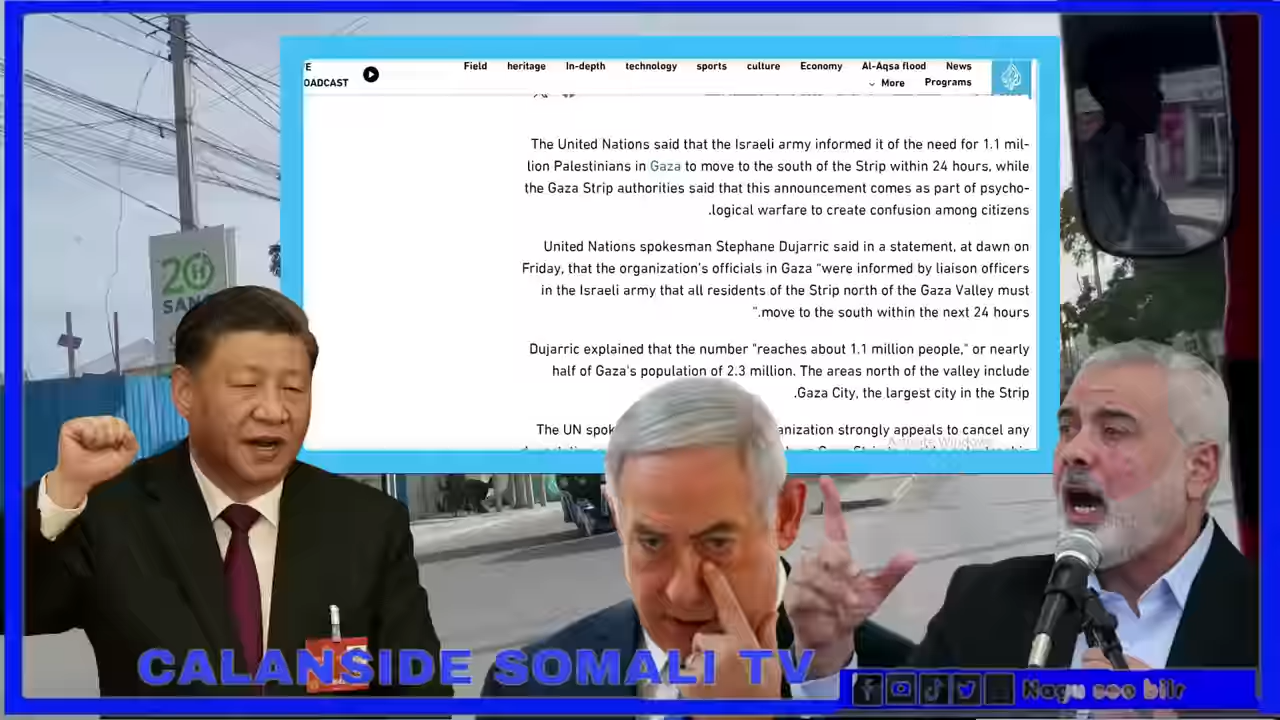 Field heritage In-depth technology sports culture Economy Al-Aqsa flood News
OADCAST More Programs
The United Nations said that the Israeli army informed it of the need for 1.1 mil-
lion Palestinians in Gaza to move to the south of the Strip within 24 hours, while
the Gaza Strip authorities said that this announcement comes as part of psycho-
.logical warfare to create confusion among citizens
United Nations spokesman Stephane Dujarric said in a statement, at dawn on
Friday, that the organization's officials in Gaza "were informed by liaison officers
in the Israeli army that all residents of the Strip north of the Gaza Valley must
".move to the south within the next 24 hours
Dujarric explained that the number "reaches about 1.1 million people," or nearly
half of Gaza's population of 2.3 million. The areas north of the valley include
.Gaza City, the largest city in the Strip
The UN spok anization strongly appeals to cancel any
Activate Windows
20
SAN
CALANSIDE SOMALI TV
Nagu soo bilr